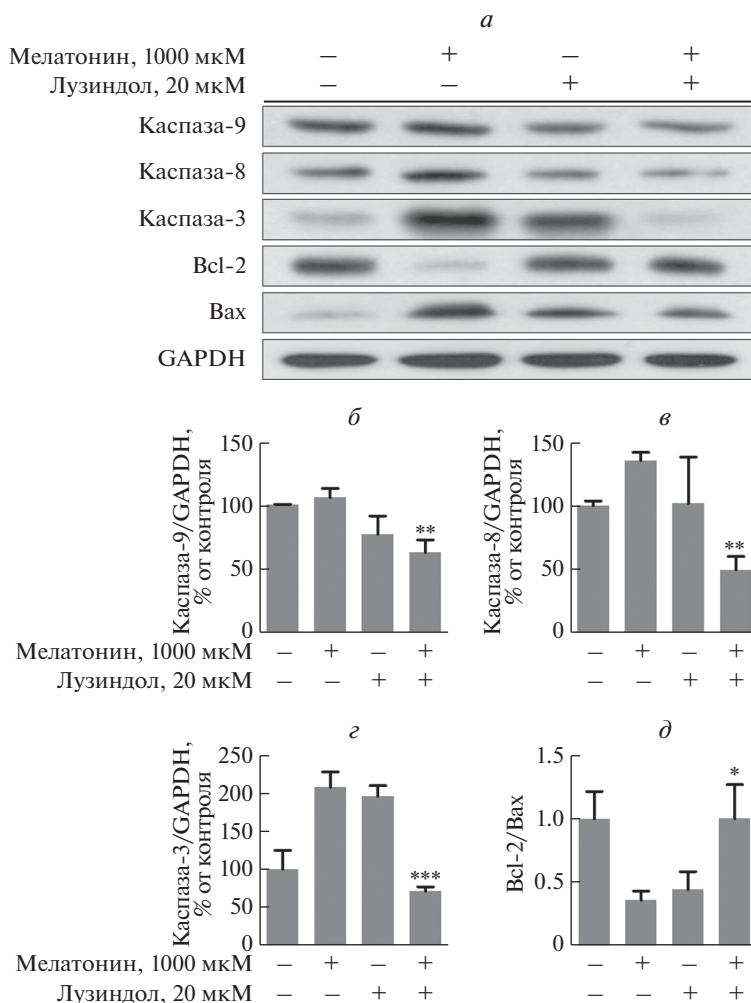 а
Мелатонин, 1000 мкМ – + – +
Лузиндол, 20 мкМ – – + +
Каспаза-9
Каспаза-8
Каспаза-3
Bcl-2
Bax
GAPDH
б
Каспаза-9/GAPDH,
% от контроля
150
100
50
0
**
Мелатонин, 1000 мкМ – + – +
Лузиндол, 20 мкМ – – + +
в
Каспаза-8/GAPDH,
% от контроля
150
100
50
0
**
– + – +
– – + +
г
Каспаза-3/GAPDH,
% от контроля
250
200
150
100
50
0
***
Мелатонин, 1000 мкМ – + – +
Лузиндол, 20 мкМ – – + +
д
Bcl-2/Bax
1.5
1.0
0.5
0
*
– + – +
– – + +